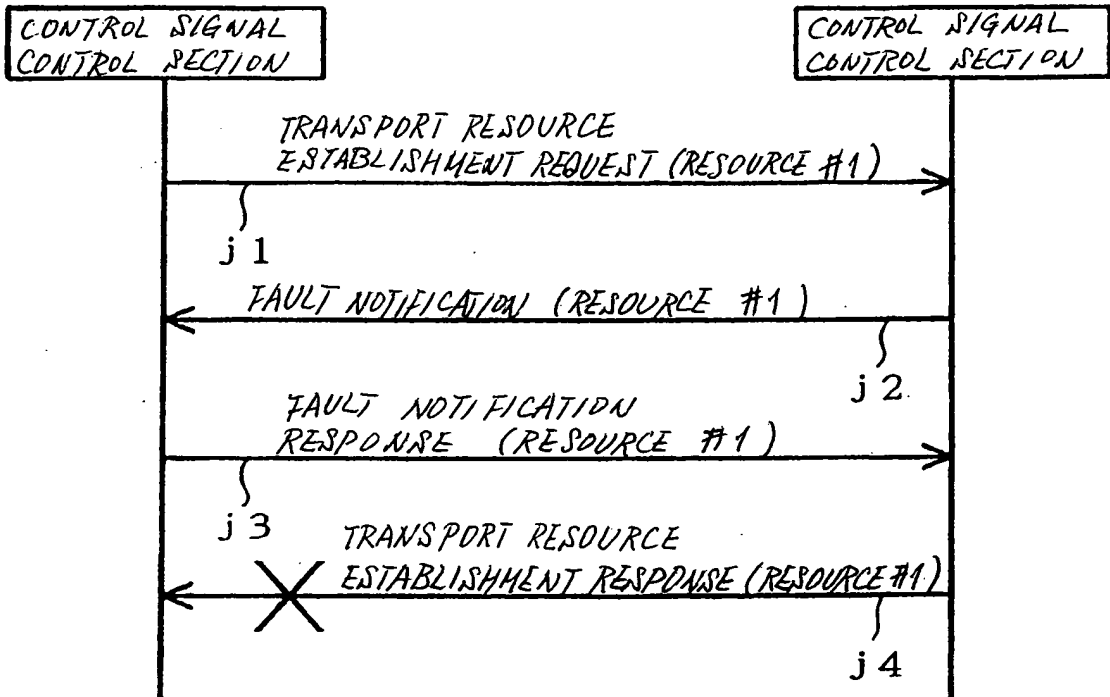 CONTROL SIGNAL
CONTROL SECTION
CONTROL SIGNAL
CONTROL SECTION
TRANSPORT RESOURCE
ESTABLISHMENT REQUEST (RESOURCE #1)
j 1
FAULT NOTIFICATION (RESOURCE #1)
j 2
FAULT NOTIFICATION
RESPONSE (RESOURCE #1)
j 3
TRANSPORT RESOURCE
ESTABLISHMENT RESPONSE (RESOURCE #1)
j 4